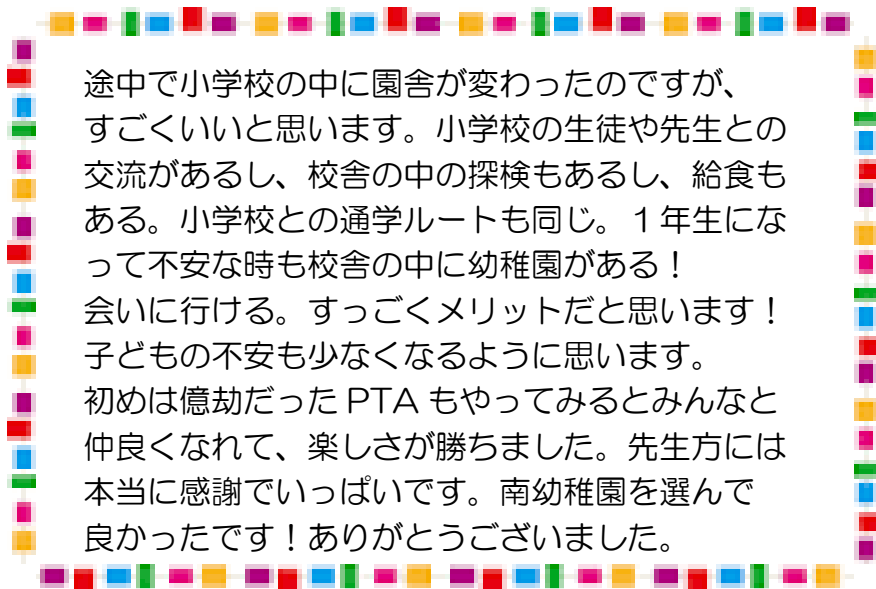 途中で小学校の中に園舎が変わったのですが、
すごくいいと思います。小学校の生徒や先生との
交流があるし、校舎の中の探検もあるし、給食も
ある。小学校との通学ルートも同じ。１年生にな
って不安な時も校舎の中に幼稚園がある！
会いに行ける。すっごくメリットだと思います！
子どもの不安も少なくなるように思います。
初めは億劫だった PTA もやってみるとみんなと
仲良くなれて、楽しさが勝ちました。先生方には
本当に感謝でいっぱいです。南幼稚園を選んで
良かったです！ありがとうございました。